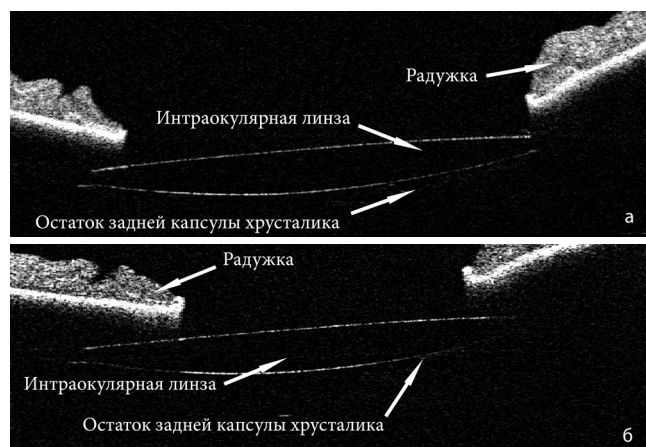 Радужка
Интраокулярная линза
Остаток задней капсулы хрусталика
а
Радужка
Интраокулярная линза
Остаток задней капсулы хрусталика
б